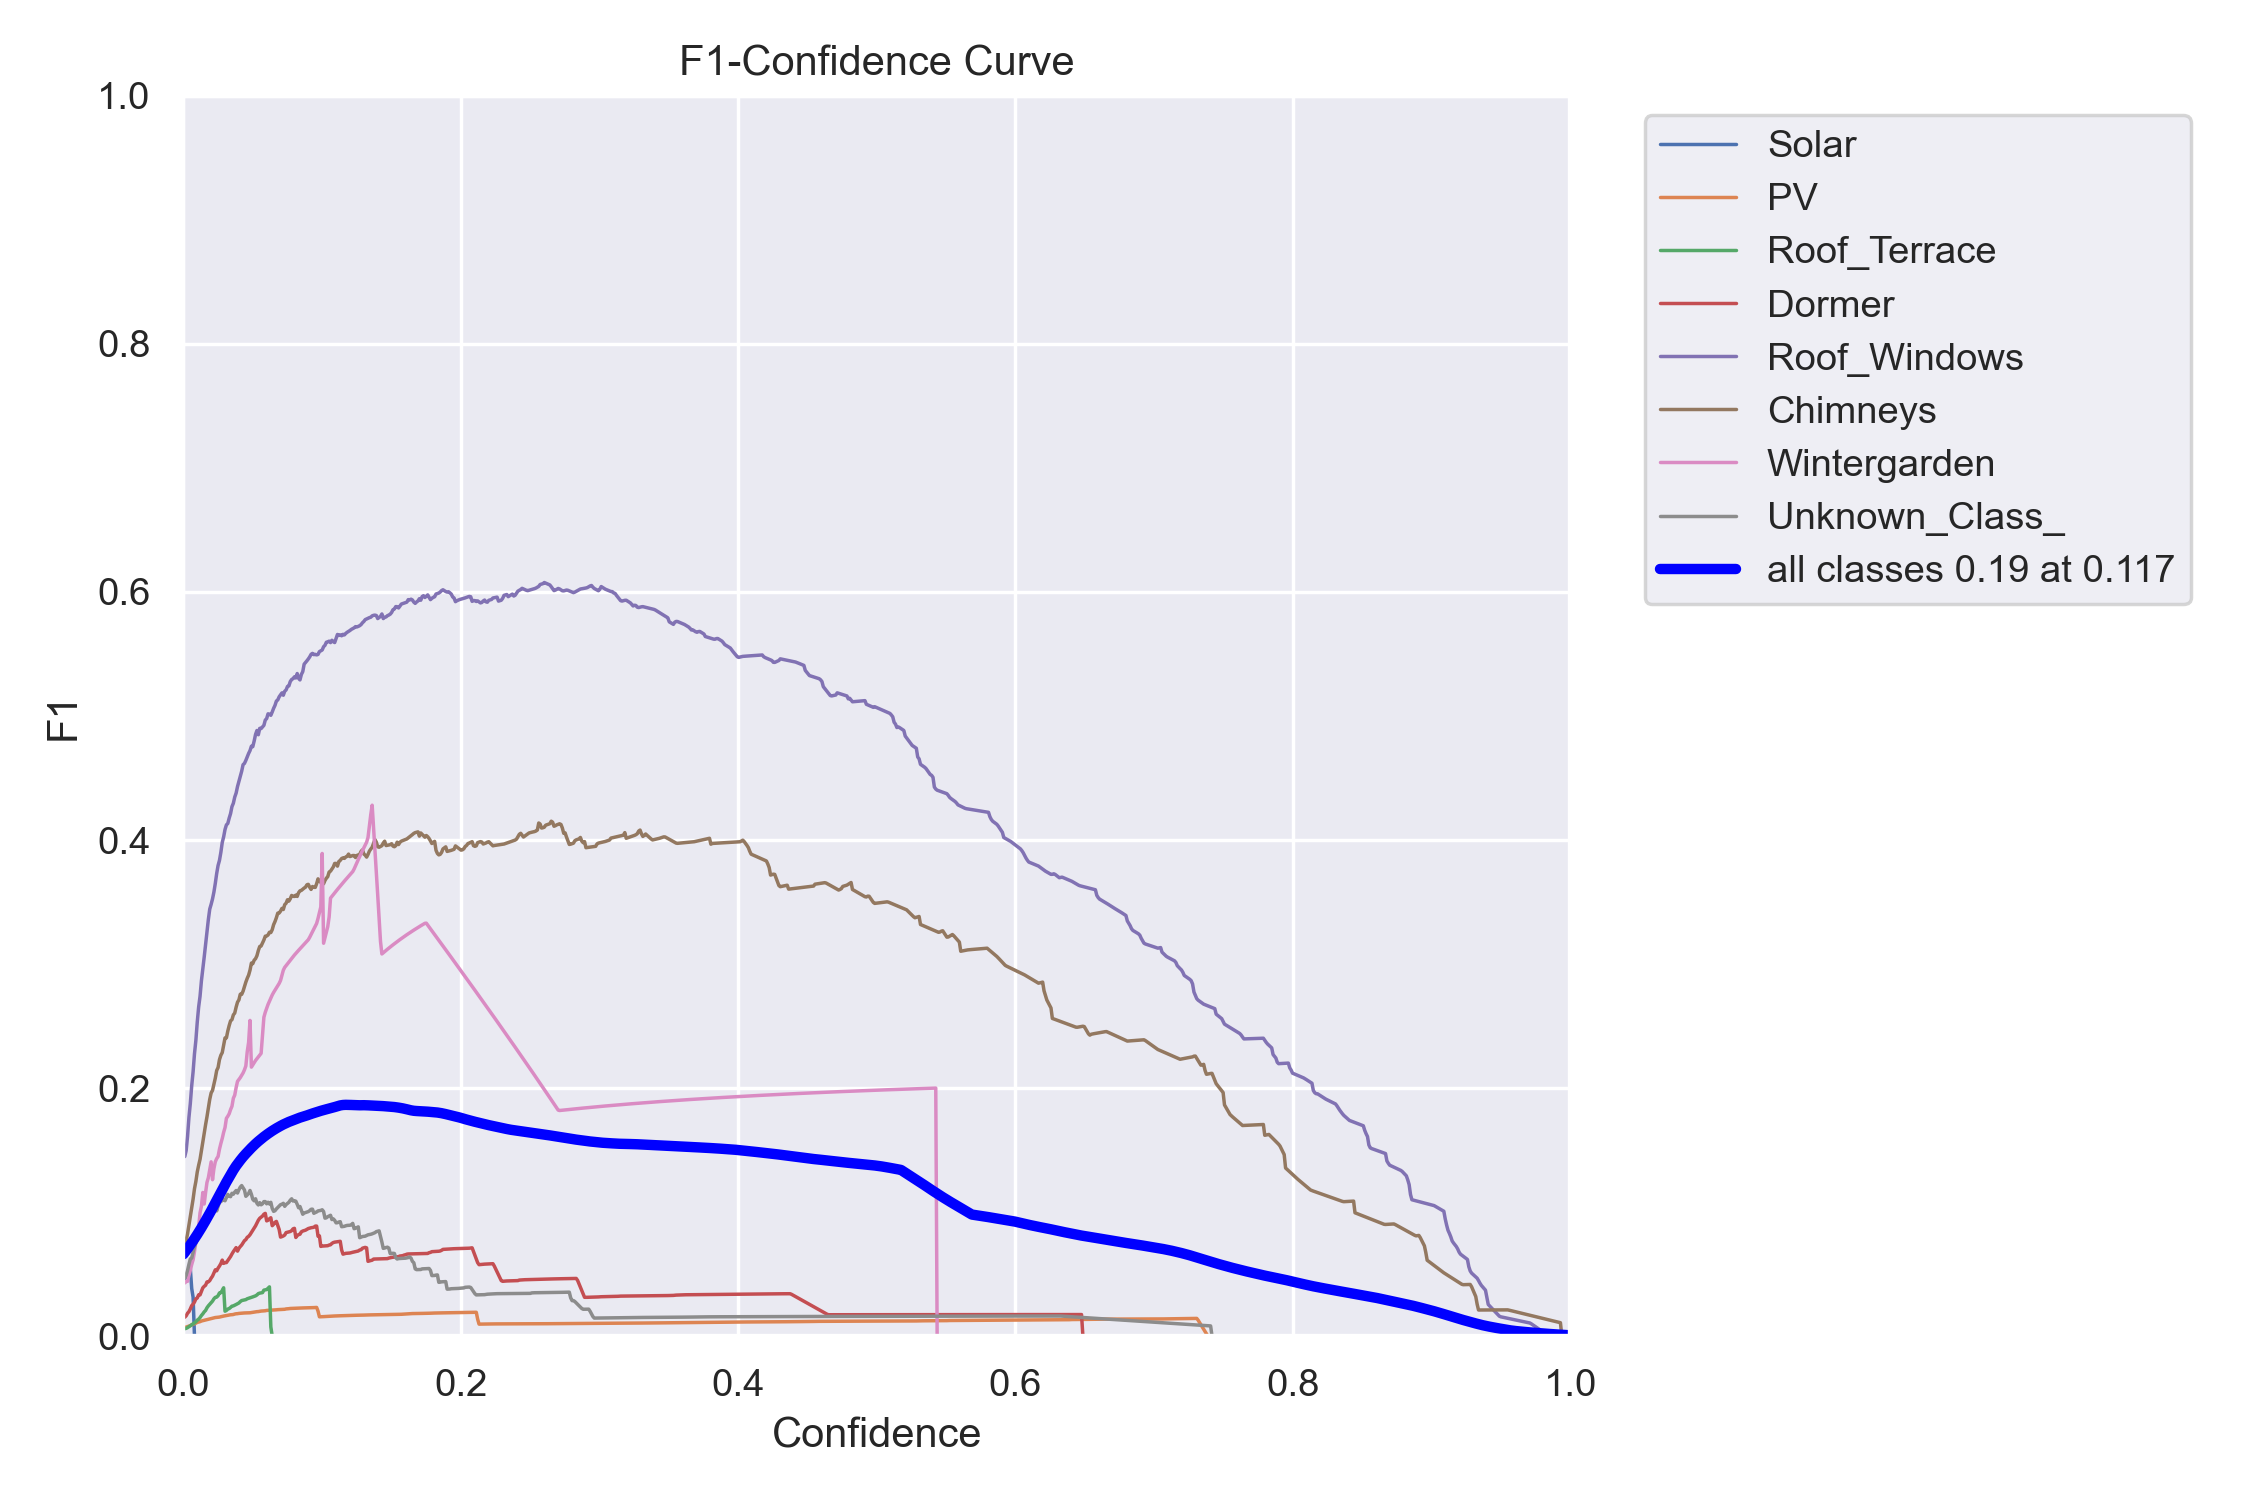 F1-Confidence Curve
1.0
0.8
0.6
0.4
0.2
0.0
F1
0.0 0.2 0.4 0.6 0.8 1.0
Confidence
Solar
PV
Roof_Terrace
Dormer
Roof_Windows
Chimneys
Wintergarden
Unknown_Class_
all classes 0.19 at 0.117